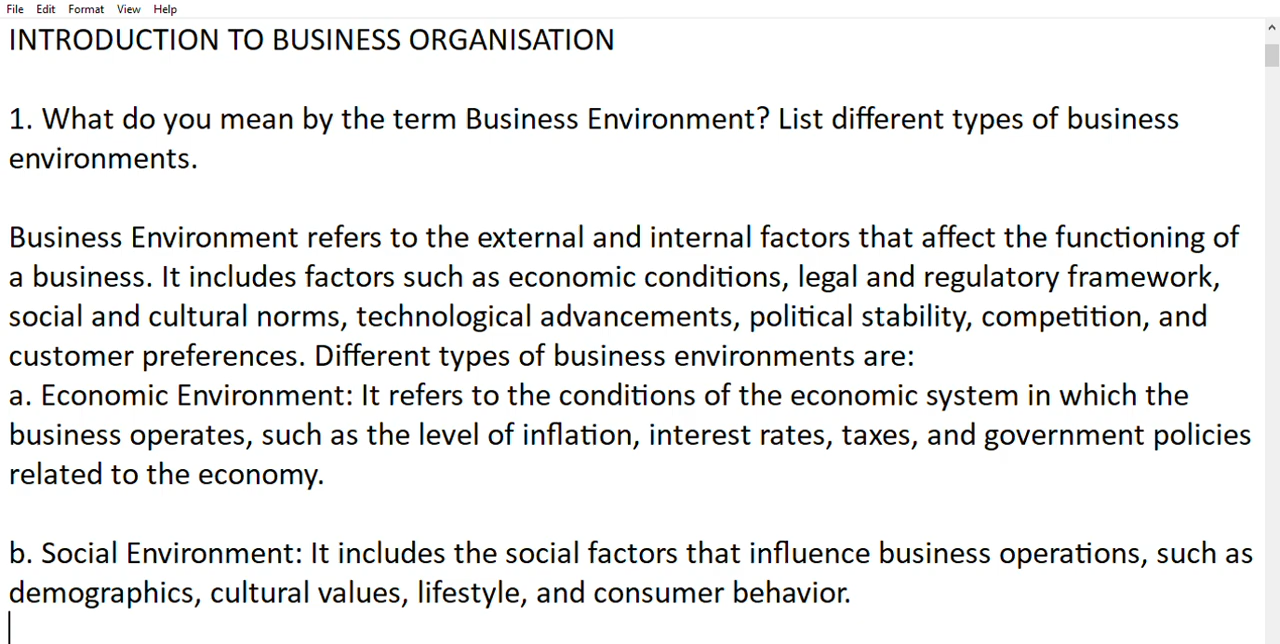 File Edit Format View Help
INTRODUCTION TO BUSINESS ORGANISATION
1. What do you mean by the term Business Environment? List different types of business
environments.
Business Environment refers to the external and internal factors that affect the functioning of
a business. It includes factors such as economic conditions, legal and regulatory framework,
social and cultural norms, technological advancements, political stability, competition, and
customer preferences. Different types of business environments are:
a. Economic Environment: It refers to the conditions of the economic system in which the
business operates, such as the level of inflation, interest rates, taxes, and government policies
related to the economy.
b. Social Environment: It includes the social factors that influence business operations, such as
demographics, cultural values, lifestyle, and consumer behavior.